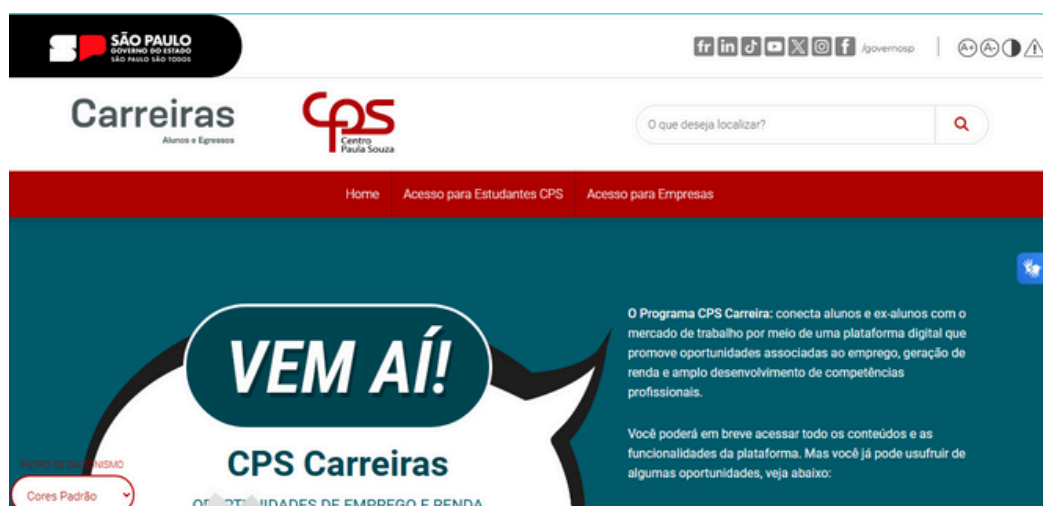 SÃO PAULO
GOVERNO DO ESTADO
SÃO PAULO SÃO TODOS
/governosp
A+ A-
Carreiras
Alunos e Egressos
CPS
Centro
Paula Souza
O que deseja localizar?
Home Acesso para Estudantes CPS Acesso para Empresas
VEM AÍ!
CPS Carreiras
DE EMPREGO E RENDA
O Programa CPS Carreira: conecta alunos e ex-alunos com o
mercado de trabalho por meio de uma plataforma digital que
promove oportunidades associadas ao emprego, geração de
renda e amplo desenvolvimento de competências
profissionais.
Você poderá em breve acessar todo os conteúdos e as
funcionalidades da plataforma. Mas você já pode usufruir de
algumas oportunidades, veja abaixo:
Cores Padrão